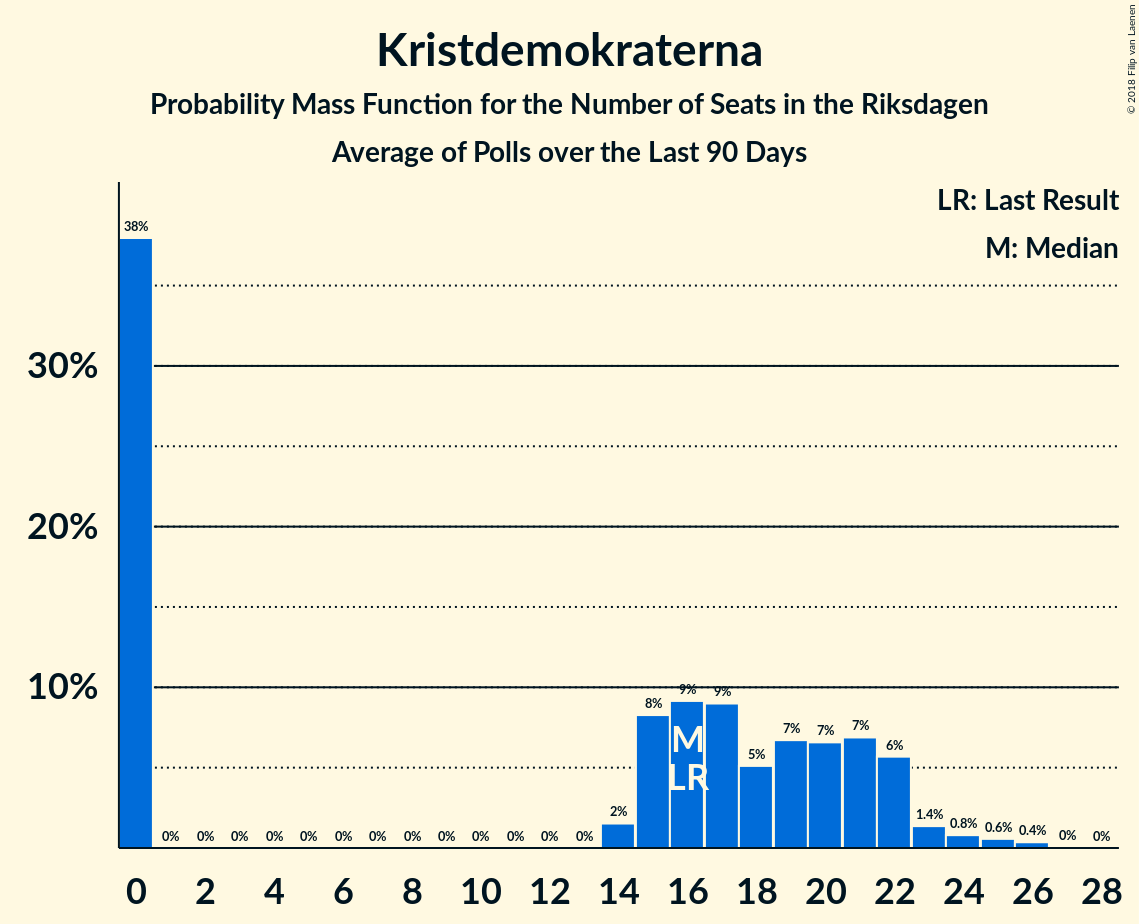 Kristdemokraterna
Probability Mass Function for the Number of Seats in the Riksdagen
Average of Polls over the Last 90 Days
© 2018 Filip van Laenen
LR: Last Result
M: Median
38%
30%
20%
10%
0% 0% 0% 0% 0% 0% 0% 0% 0% 0% 0% 0% 0% 2% 8% 9% 9% 5% 7% 7% 7% 6% 1.4% 0.8% 0.6% 0.4% 0% 0%
M
LR
0 2 4 6 8 10 12 14 16 18 20 22 24 26 28